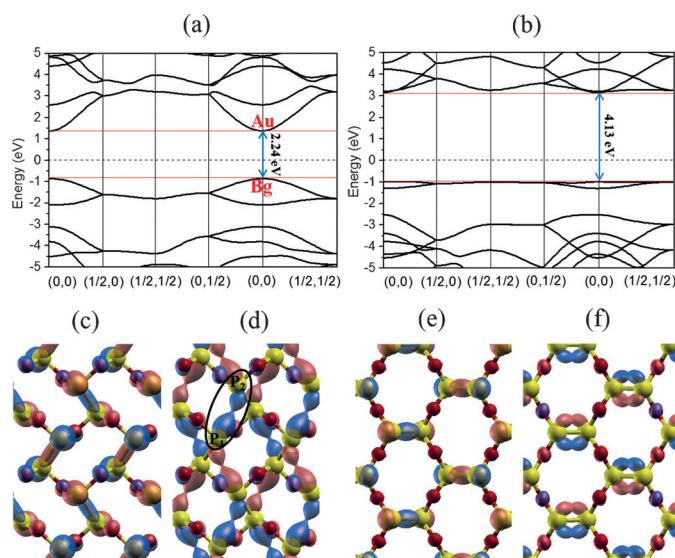 (a)
(b)
Energy (eV)
5
4
3
2
1
0
-1
-2
-3
-4
-5
Au
2.24 eV
Bg
(0,0) (1/2,0) (1/2,1/2) (0,1/2) (0,0) (1/2,1/2)
Energy (eV)
5
4
3
2
1
0
-1
-2
-3
-4
-5
4.13 eV
(0,0) (1/2,0) (1/2,1/2) (0,1/2) (0,0) (1/2,1/2)
(c)
(d)
(e)
(f)
P2
P1